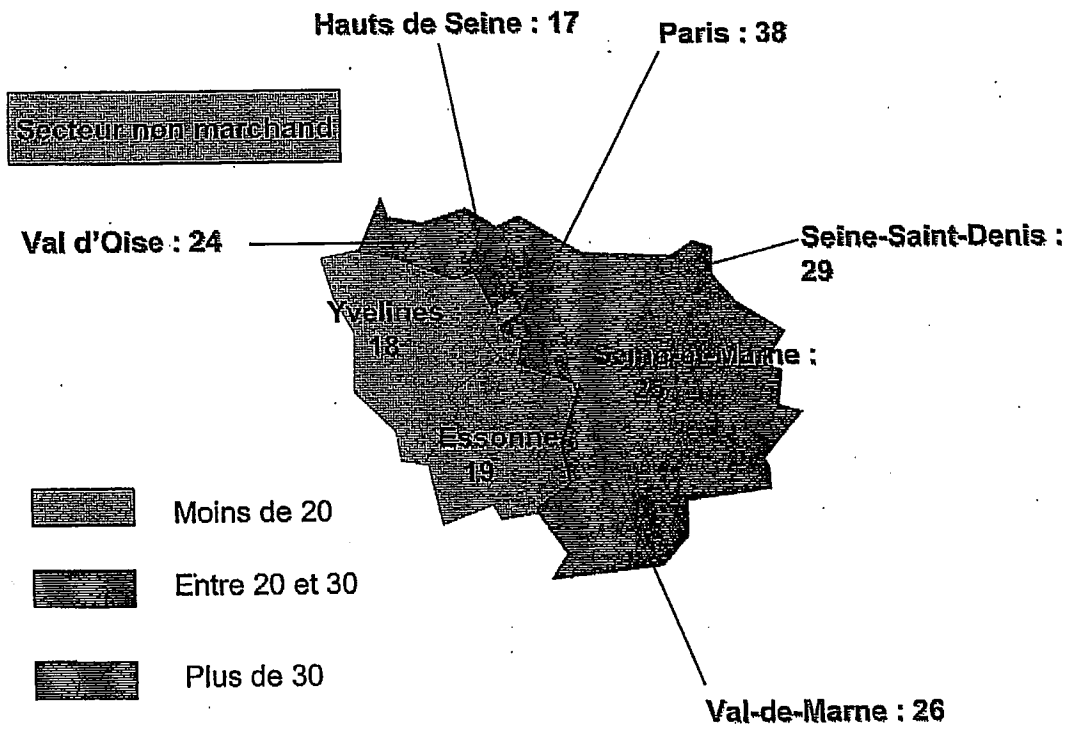 Hauts de Seine : 17
Paris : 38
Secteur non marchand
Val d'Oise : 24
Seine-Saint-Denis :
29
Yvelines
18
Seine-et-Marne :
Essonne
19
Moins de 20
Entre 20 et 30
Plus de 30
Val-de-Marne : 26